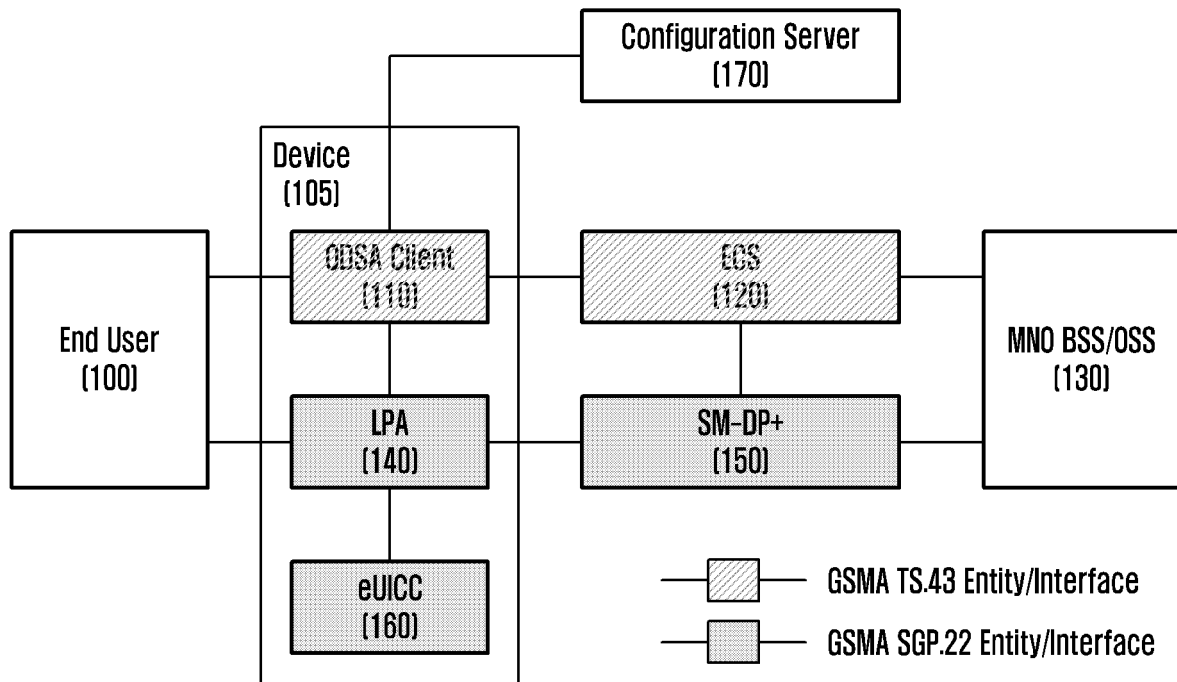 Configuration Server
(170)
Device
(105)
End User
(100)
ODSA Client
(110)
ECS
(120)
MNO BSS/OSS
(130)
LPA
(140)
SM-DP+
(150)
eUICC
(160)
GSMA TS.43 Entity/Interface
GSMA SGP.22 Entity/Interface